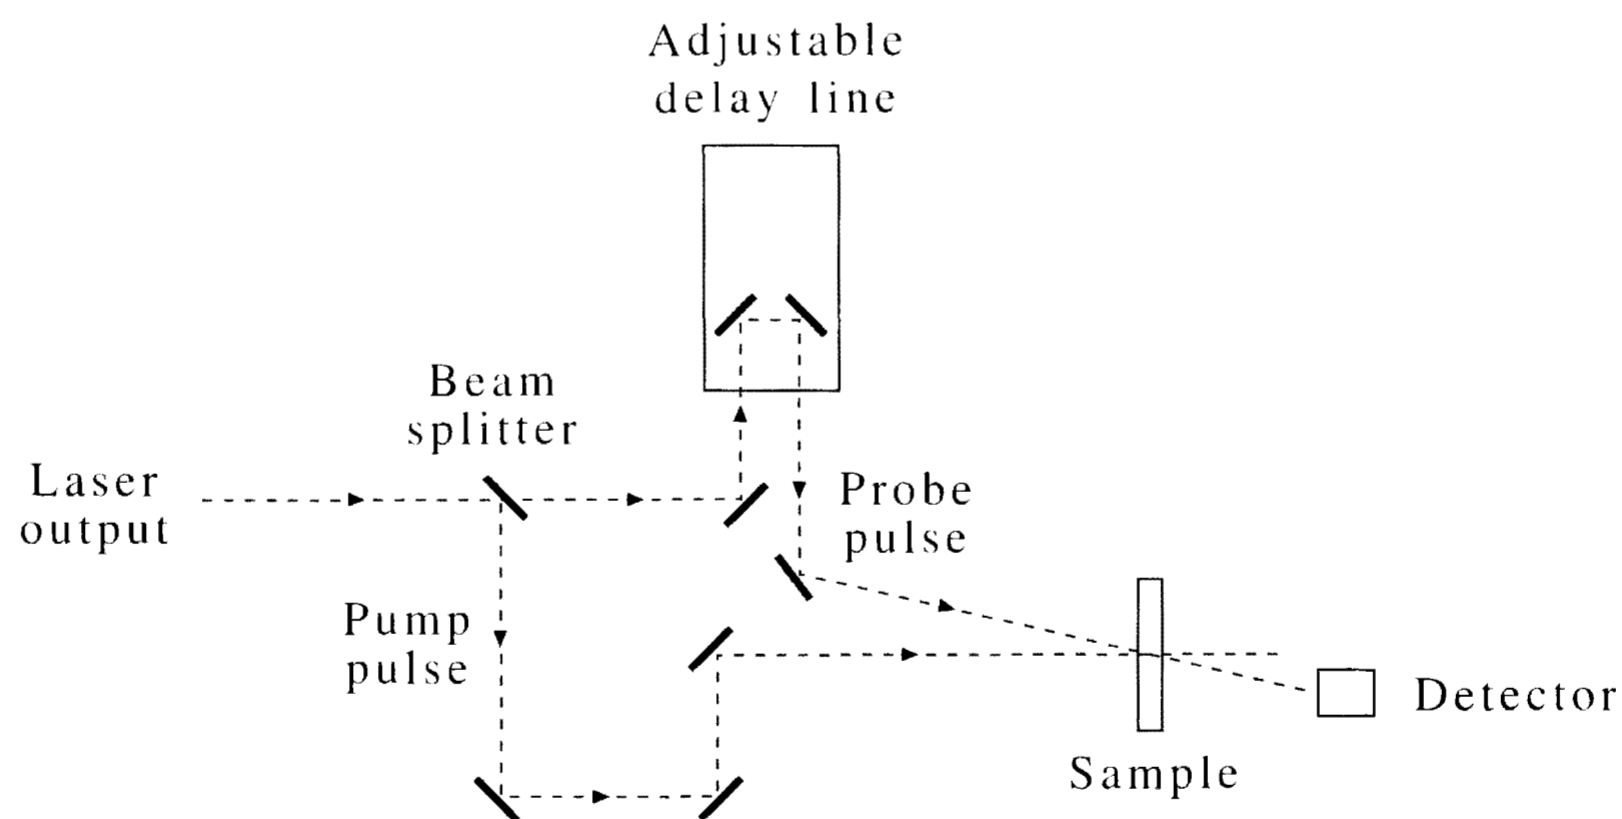 Adjustable
delay line
Beam
splitter
Laser
output
Probe
pulse
Pump
pulse
Detector
Sample